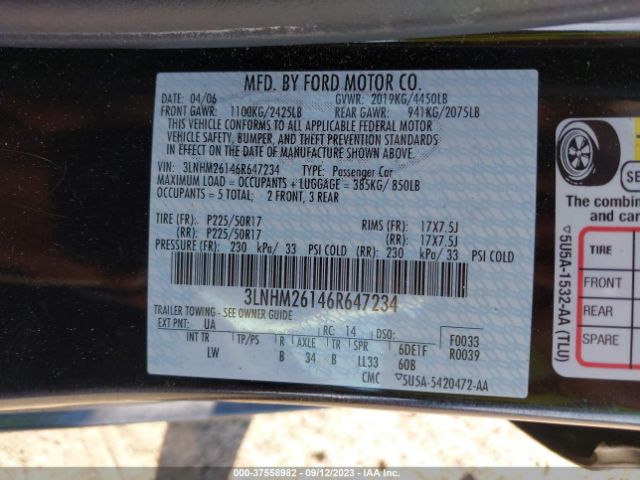 MFD. BY FORD MOTOR CO.
DATE: 04/06 GVWR: 2019KG/4450LB
FRONT GAWR: 1100KG/2425LB REAR GAWR: 941KG/2075LB
THIS VEHICLE CONFORMS TO ALL APPLICABLE FEDERAL MOTOR
VEHICLE SAFETY, BUMPER, AND THEFT PREVENTION STANDARDS
IN EFFECT ON THE DATE OF MANUFACTURE SHOWN ABOVE.
VIN: 3LNHM26146R647234 TYPE: Passenger Car
MAXIMUM LOAD = OCCUPANTS + LUGGAGE = 385KG/ 850LB
OCCUPANTS = 5 TOTAL; 2 FRONT, 3 REAR
TIRE (FR): P225/50R17 RIMS (FR): 17X7.5J
(RR): P225/50R17 (RR): 17X7.5J
PRESSURE (FR): 230 kPa/ 33 PSI COLD (RR): 230 kPa/ 33 PSI COLD
3LNHM26146R647234
TRAILER TOWING - SEE OWNER GUIDE
EXT PNT: UA RC: 14 DSO: F0033
INT TR TP/PS R AXLE TR SPR 6DE1F R0039
LW B 34 B LL33 60B
CMC ▽5U5A-5420472-AA
The combin
and car
TIRE
FRONT
REAR
SPARE
▽5U5A-1532-AA (TLU)
COPART - 37558982 - 09/12/2023 - IAA Inc.